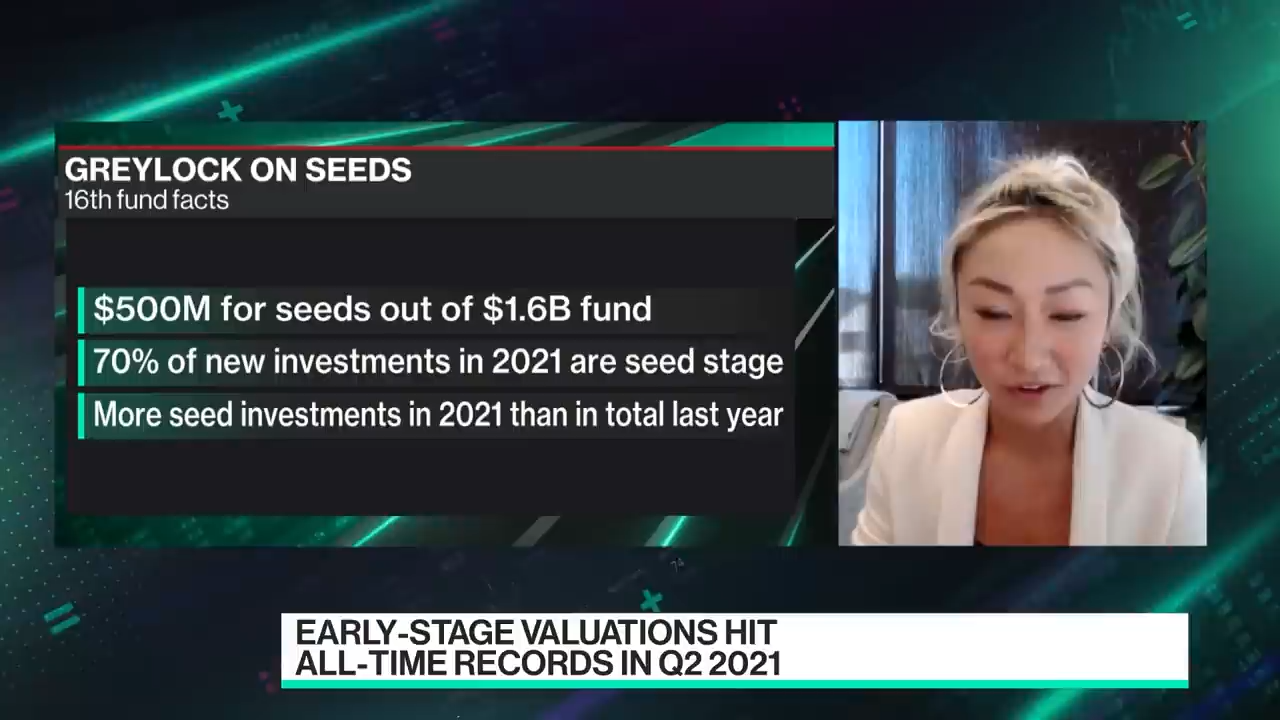 GREYLOCK ON SEEDS
16th fund facts
$500M for seeds out of $1.6B fund
70% of new investments in 2021 are seed stage
More seed investments in 2021 than in total last year
EARLY-STAGE VALUATIONS HIT
ALL-TIME RECORDS IN Q2 2021